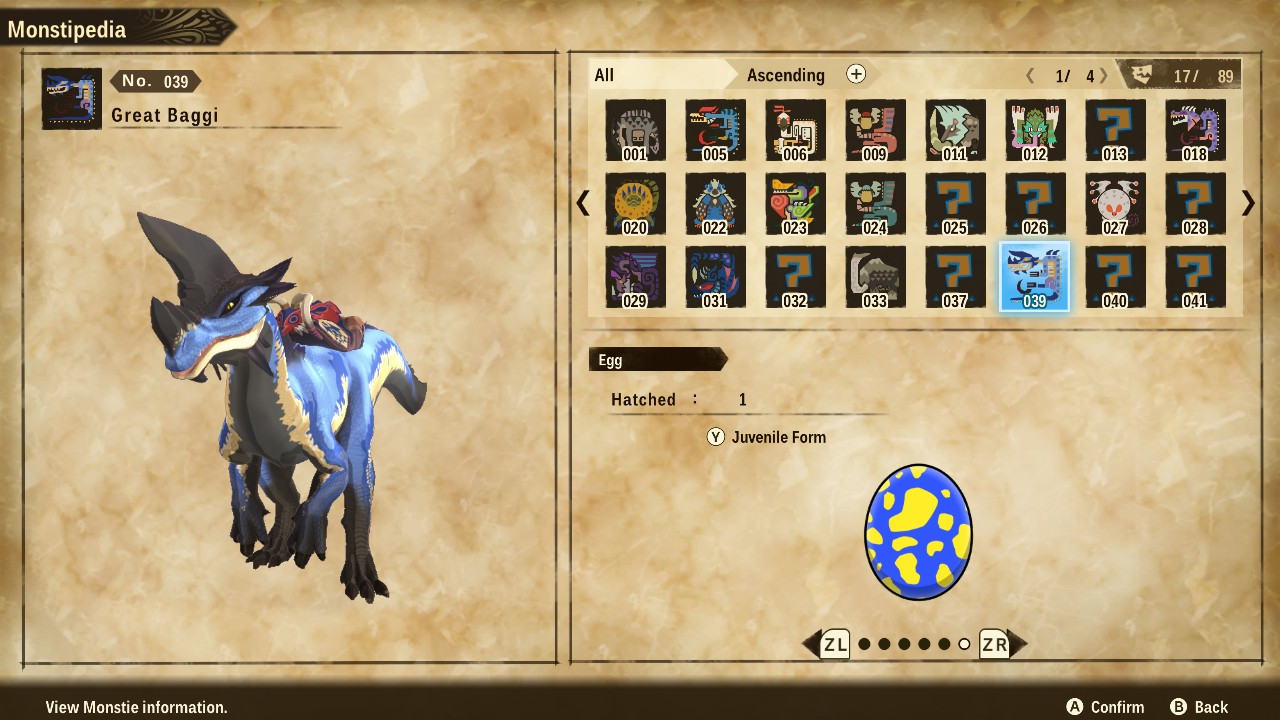 Monstipedia
No. 039
Great Baggi
All
Ascending +
1/ 4
17/ 89
001 005 006 009 011 012 013 018
020 022 023 024 025 026 027 028
029 031 032 033 037 039 040 041
Egg
Hatched : 1
Y Juvenile Form
ZL ZR
View Monstie information.
A Confirm B Back